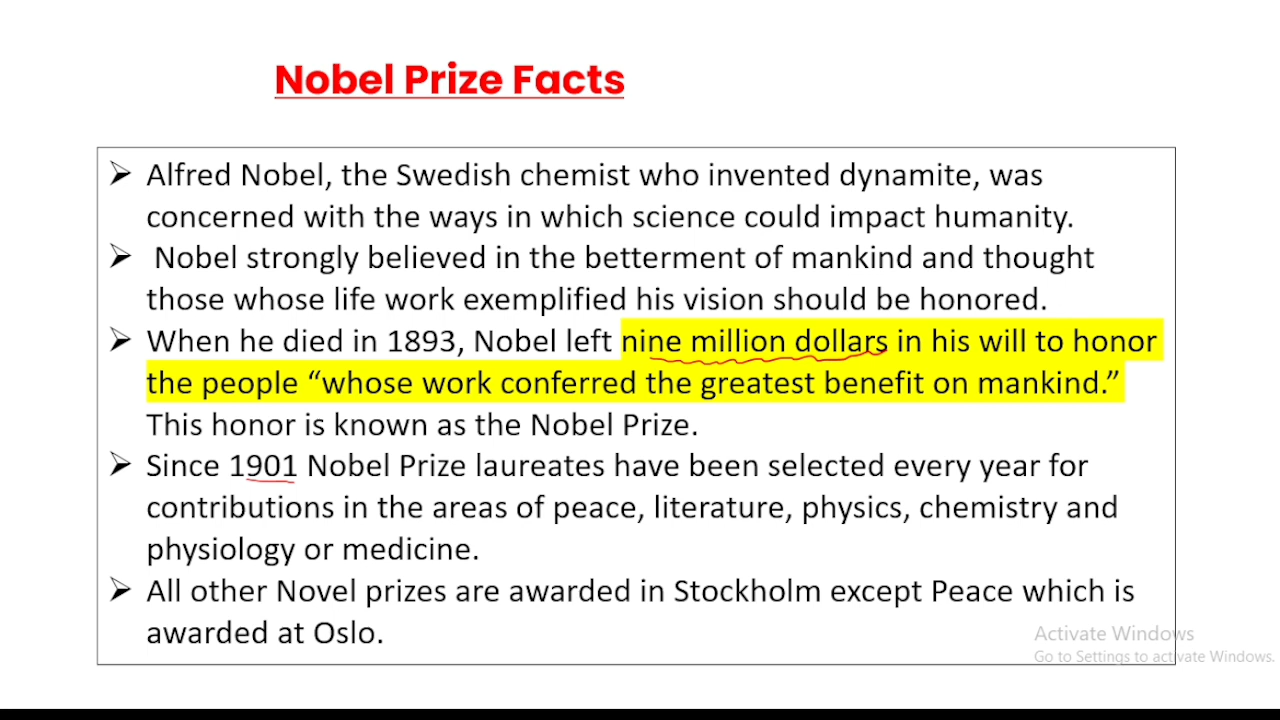 Nobel Prize Facts
➢ Alfred Nobel, the Swedish chemist who invented dynamite, was
concerned with the ways in which science could impact humanity.
➢ Nobel strongly believed in the betterment of mankind and thought
those whose life work exemplified his vision should be honored.
➢ When he died in 1893, Nobel left nine million dollars in his will to honor
the people “whose work conferred the greatest benefit on mankind.”
This honor is known as the Nobel Prize.
➢ Since 1901 Nobel Prize laureates have been selected every year for
contributions in the areas of peace, literature, physics, chemistry and
physiology or medicine.
➢ All other Novel prizes are awarded in Stockholm except Peace which is
awarded at Oslo.
Activate Windows
Go to Settings to activate Windows.